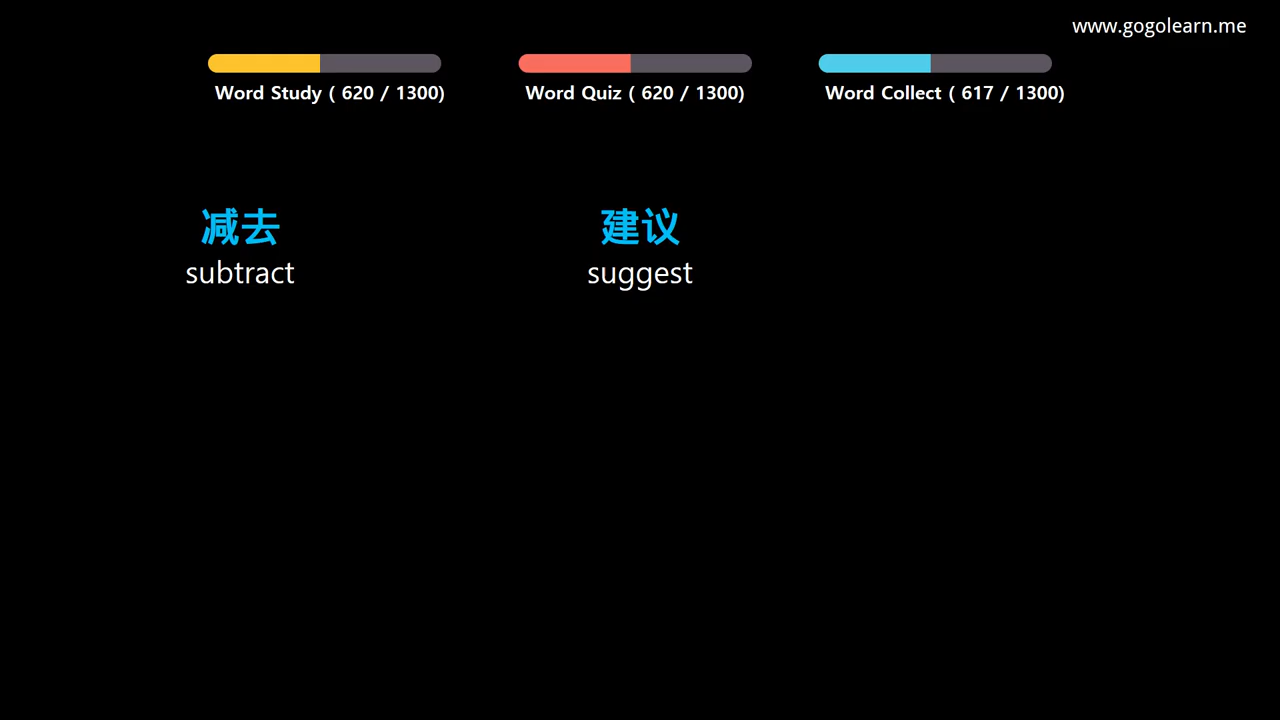 www.gogolearn.me
Word Study ( 620 / 1300)
Word Quiz ( 620 / 1300)
Word Collect ( 617 / 1300)
减去
subtract
建议
suggest